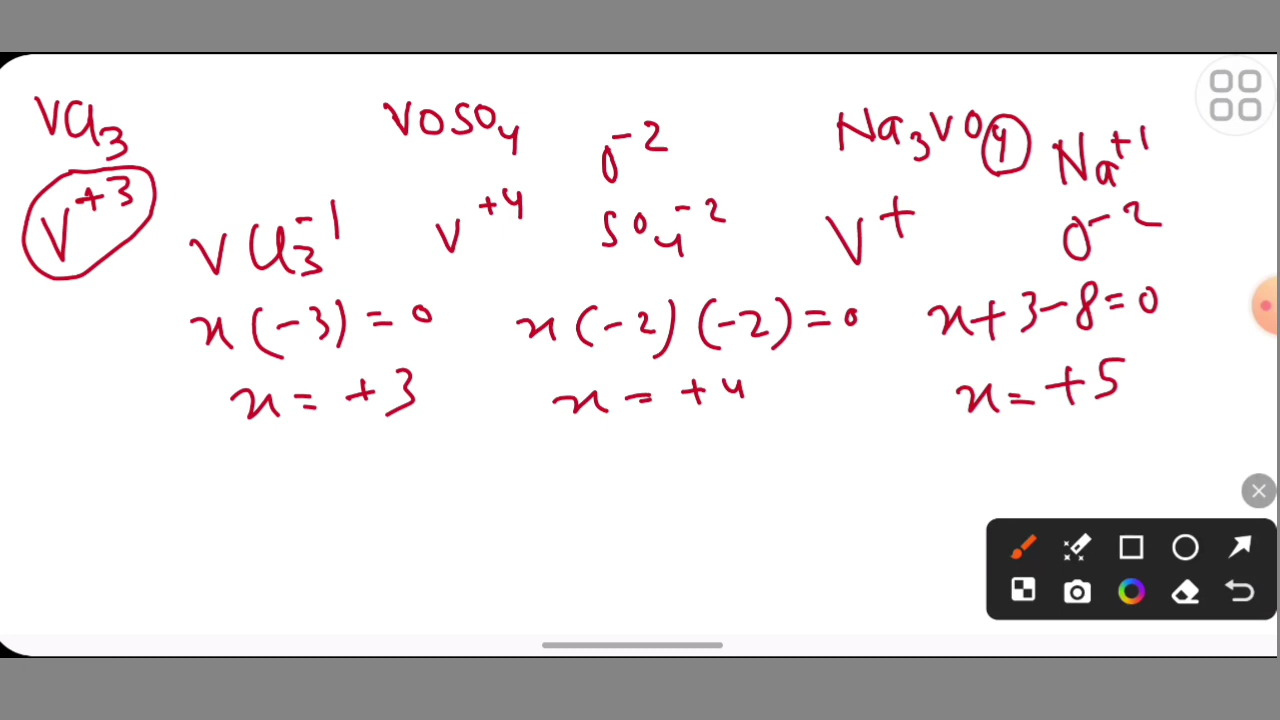 VCl3 VOSO4 Na3VO4
V+3 VCl3-1 V+4 O-2 SO4-2 V+ Na+1 O-2
x(-3)=0 x(-2)(-2)=0 x+3-8=0
x=+3 x=+4 x=+5